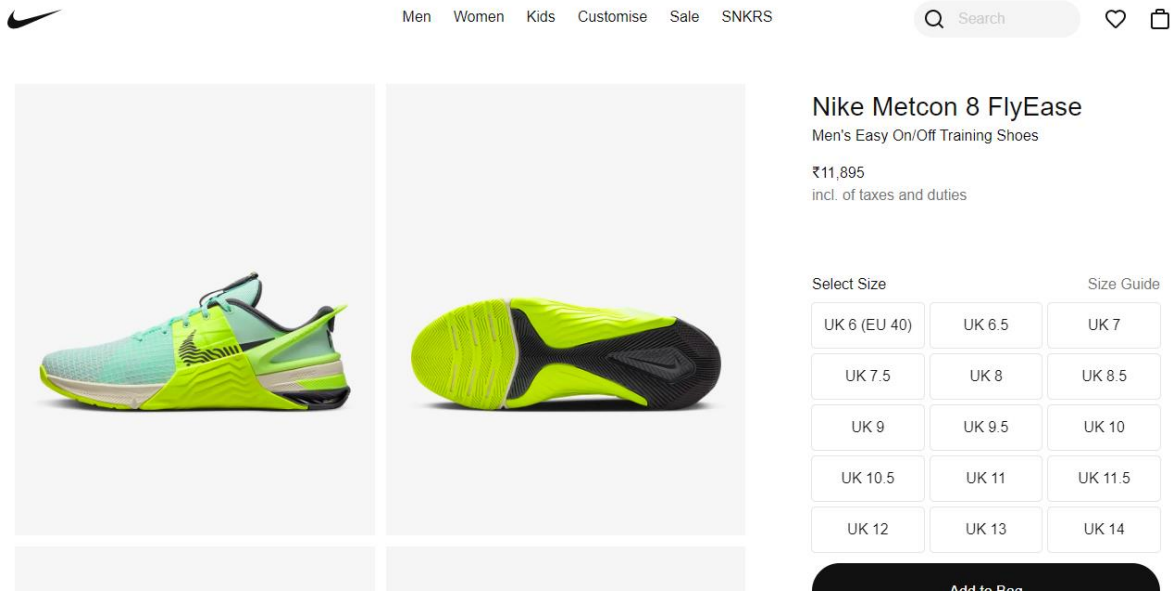 Men Women Kids Customise Sale SNKRS
Search
Nike Metcon 8 FlyEase
Men's Easy On/Off Training Shoes
₹11,895
incl. of taxes and duties
Select Size Size Guide
UK 6 (EU 40) UK 6.5 UK 7
UK 7.5 UK 8 UK 8.5
UK 9 UK 9.5 UK 10
UK 10.5 UK 11 UK 11.5
UK 12 UK 13 UK 14
Add to Bag